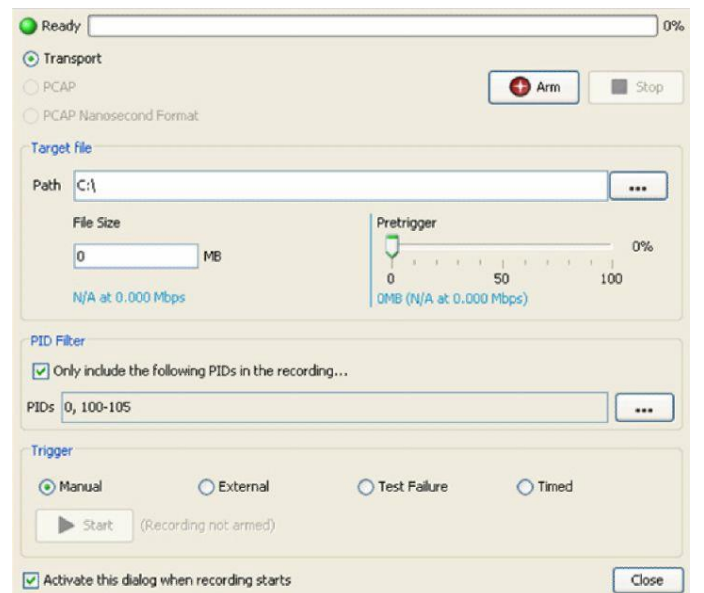 Ready 0%
Transport
PCAP
Arm Stop
PCAP Nanosecond Format
Target file
Path C:\ ...
File Size Pretrigger
0 MB 0%
0 50 100
N/A at 0.000 Mbps 0MB (N/A at 0.000 Mbps)
PID Filter
Only include the following PIDs in the recording...
PIDs 0, 100-105 ...
Trigger
Manual External Test Failure Timed
Start (Recording not armed)
Activate this dialog when recording starts Close